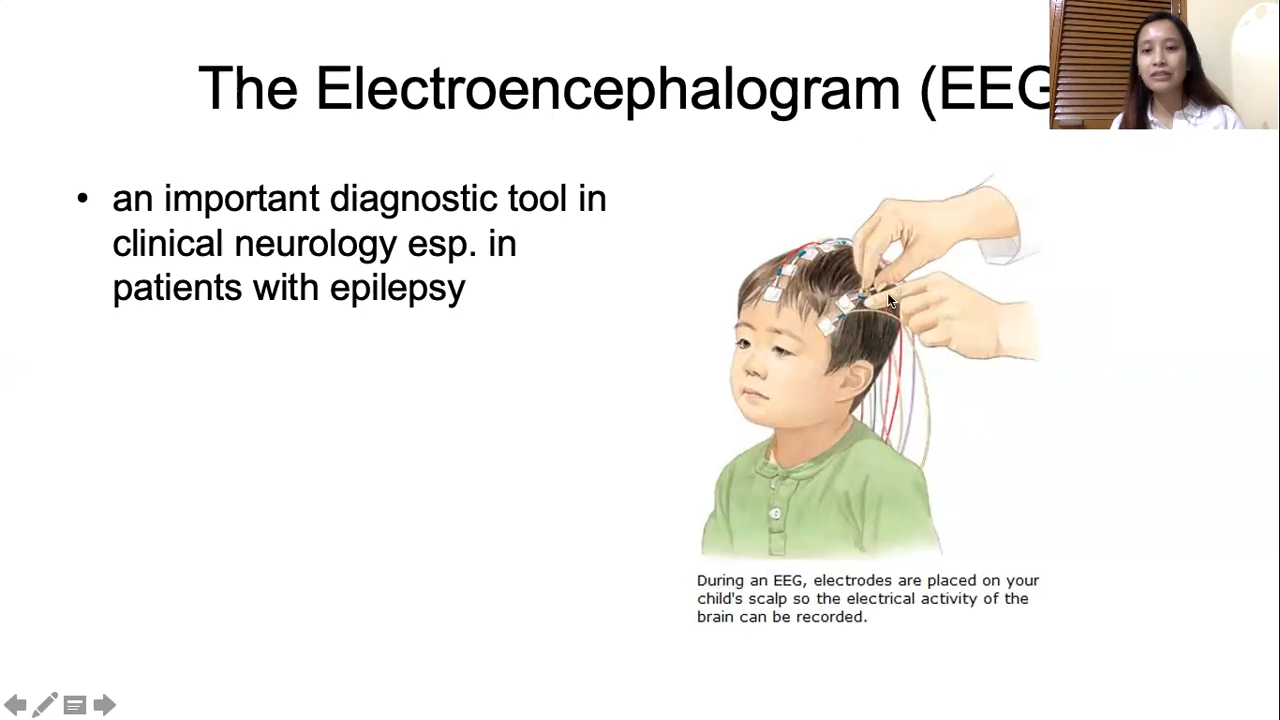 The Electroencephalogram (EEG
• an important diagnostic tool in
clinical neurology esp. in
patients with epilepsy
During an EEG, electrodes are placed on your
child's scalp so the electrical activity of the
brain can be recorded.